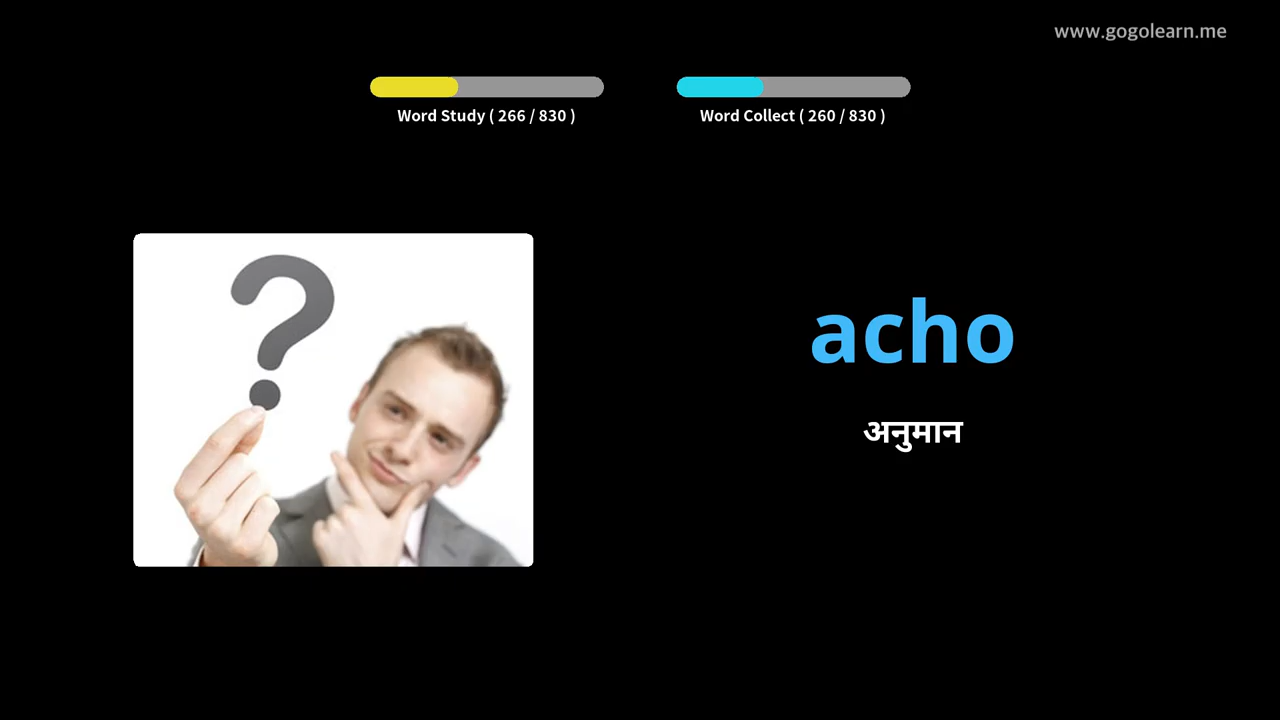 www.gogolearn.me
Word Study ( 266 / 830 )
Word Collect ( 260 / 830 )
?
acho
अनुमान